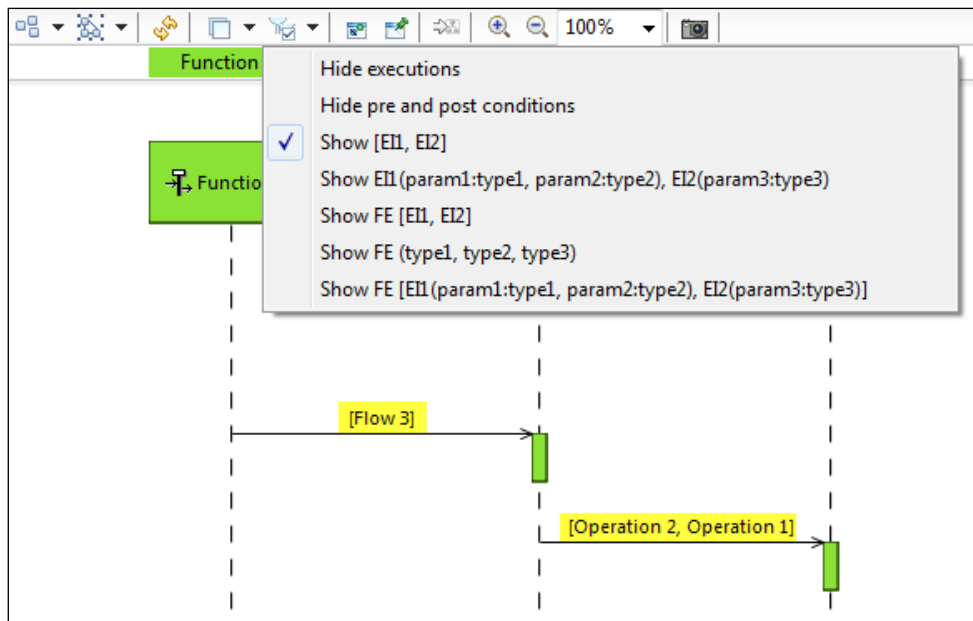 100%
Function
Hide executions
Hide pre and post conditions
Show [EI1, EI2]
Show EI1(param1:type1, param2:type2), EI2(param3:type3)
Functio
Show FE [EI1, EI2]
Show FE (type1, type2, type3)
Show FE [EI1(param1:type1, param2:type2), EI2(param3:type3)]
[Flow 3]
[Operation 2, Operation 1]